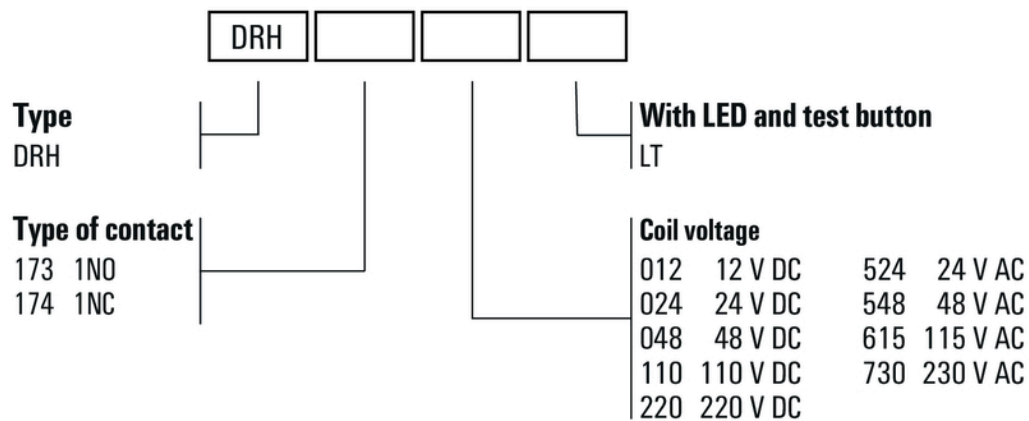 DRH
Type
DRH
With LED and test button
LT
Type of contact
173 1NO
174 1NC
Coil voltage
012 12 V DC 524 24 V AC
024 24 V DC 548 48 V AC
048 48 V DC 615 115 V AC
110 110 V DC 730 230 V AC
220 220 V DC